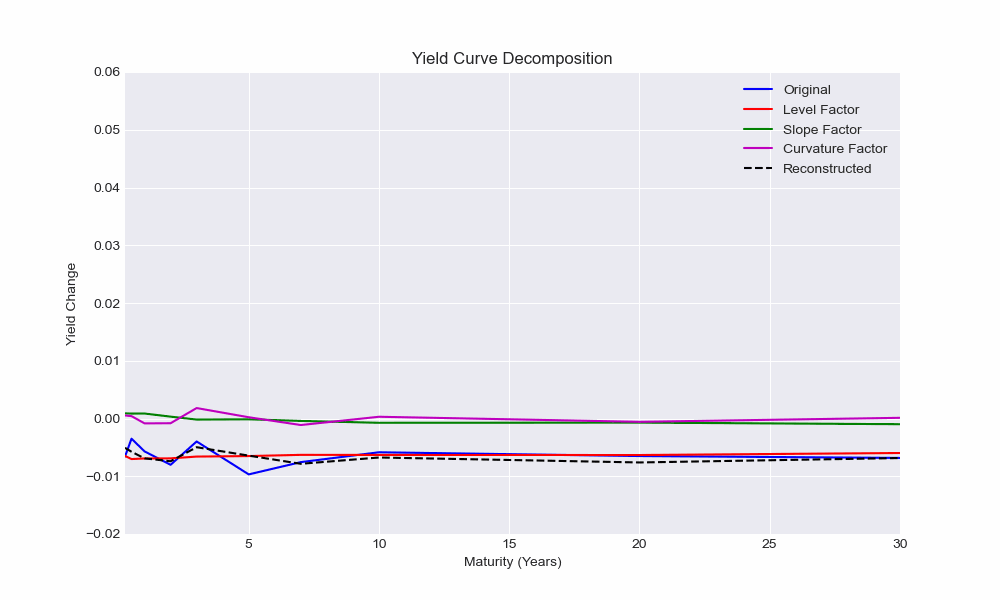 Yield Curve Decomposition
0.06
0.05
0.04
0.03
0.02
0.01
0.00
−0.01
−0.02
Yield Change
Original
Level Factor
Slope Factor
Curvature Factor
Reconstructed
5 10 15 20 25 30
Maturity (Years)